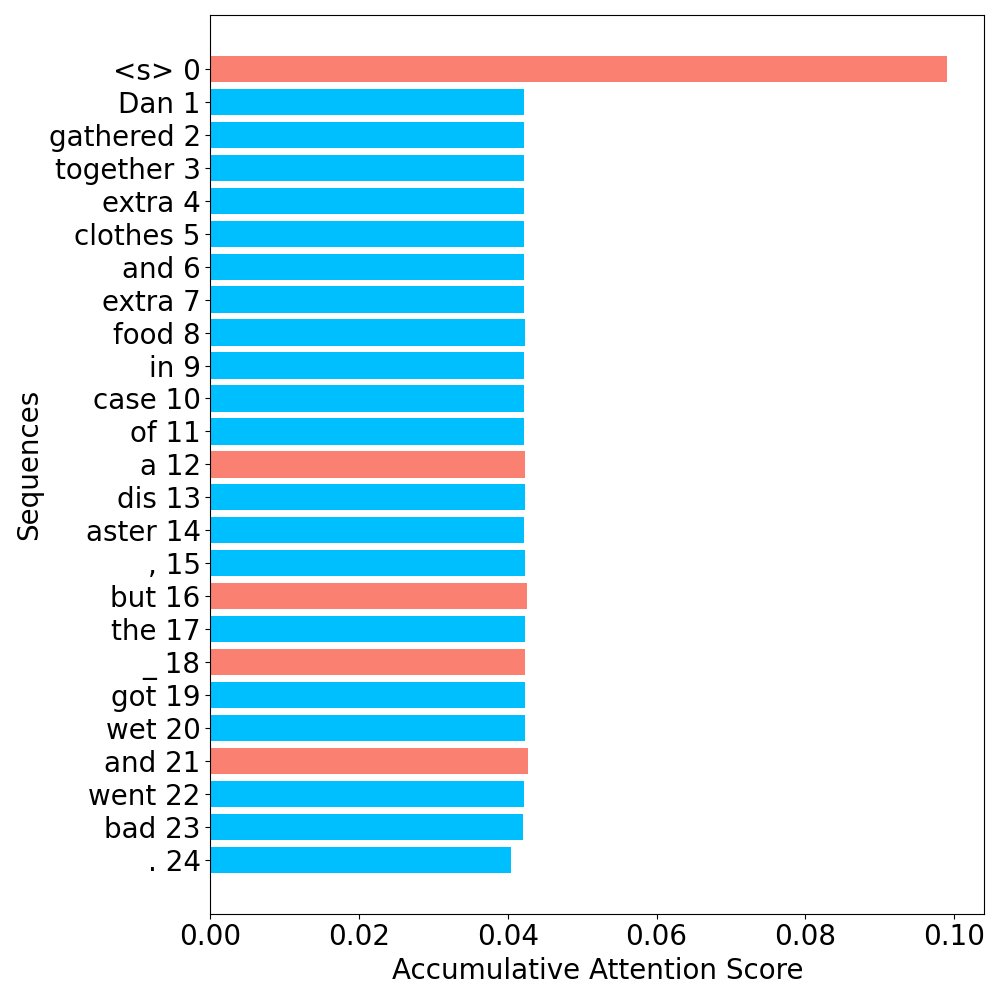 <s> 0
Dan 1
gathered 2
together 3
extra 4
clothes 5
and 6
extra 7
food 8
in 9
case 10
of 11
a 12
dis 13
aster 14
, 15
but 16
the 17
_ 18
got 19
wet 20
and 21
went 22
bad 23
. 24
Sequences
0.00 0.02 0.04 0.06 0.08 0.10
Accumulative Attention Score